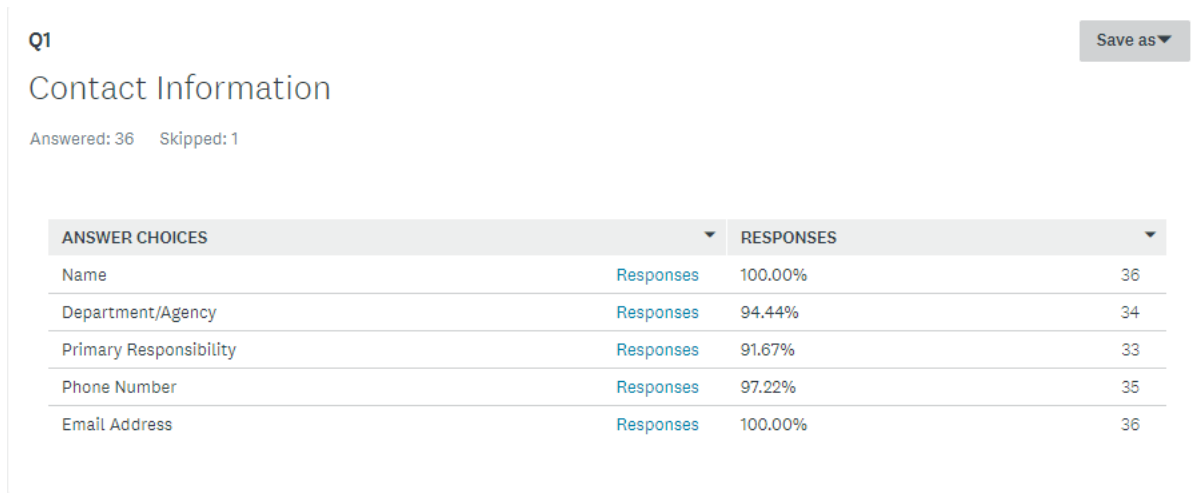 Q1
Save as
Contact Information
Answered: 36 Skipped: 1
ANSWER CHOICES RESPONSES
Name Responses 100.00% 36
Department/Agency Responses 94.44% 34
Primary Responsibility Responses 91.67% 33
Phone Number Responses 97.22% 35
Email Address Responses 100.00% 36